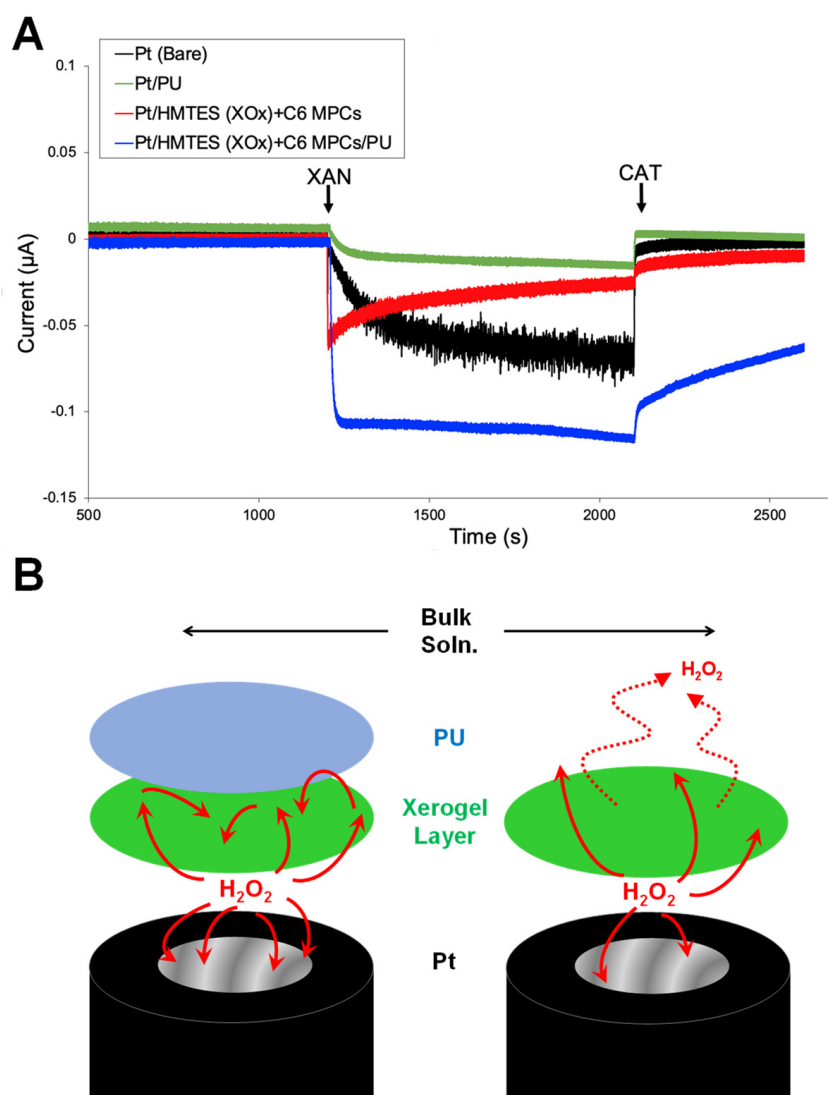 A
Pt (Bare)
Pt/PU
Pt/HMTES (XOx)+C6 MPCs
Pt/HMTES (XOx)+C6 MPCs/PU
0.1
0.05
0
-0.05
-0.1
-0.15
Current (µA)
XAN
CAT
500
1000
1500
2000
2500
Time (s)
B
Bulk
Soln.
H₂O₂
PU
Xerogel
Layer
H₂O₂
H₂O₂
Pt